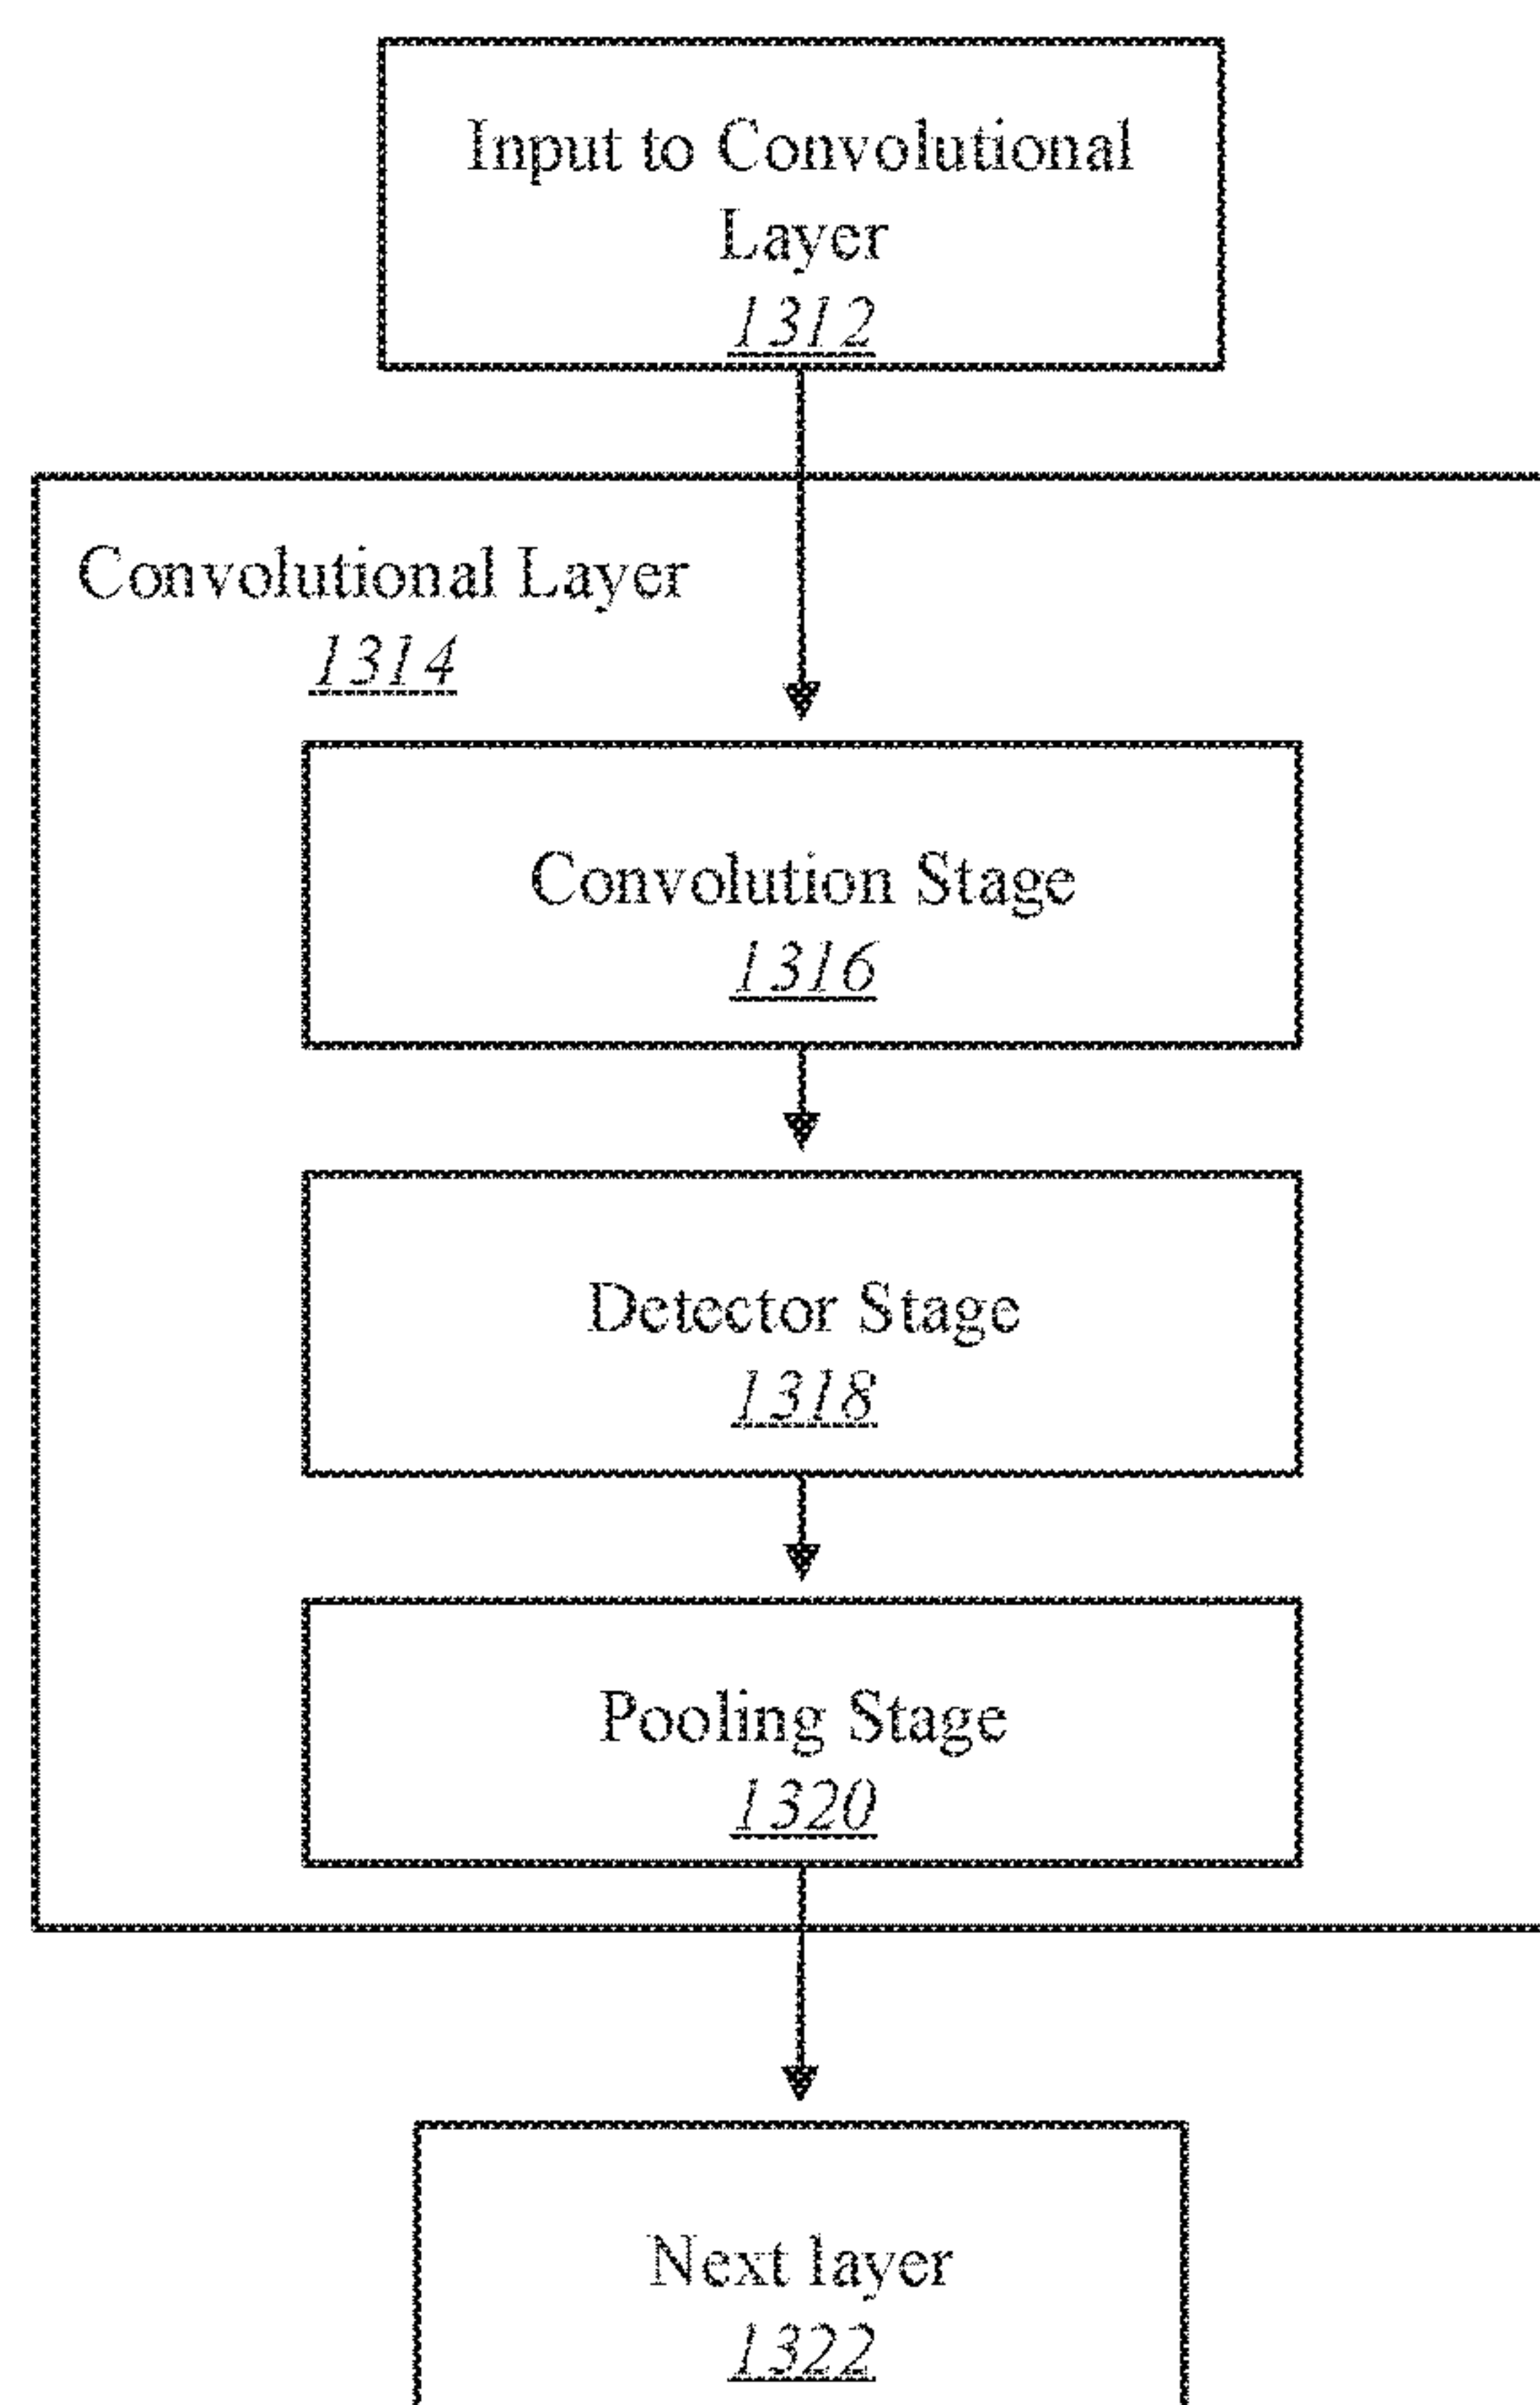 Input to Convolutional
Layer
1312
Convolutional Layer
1314
Convolution Stage
1316
Detector Stage
1318
Pooling Stage
1320
Next layer
1322